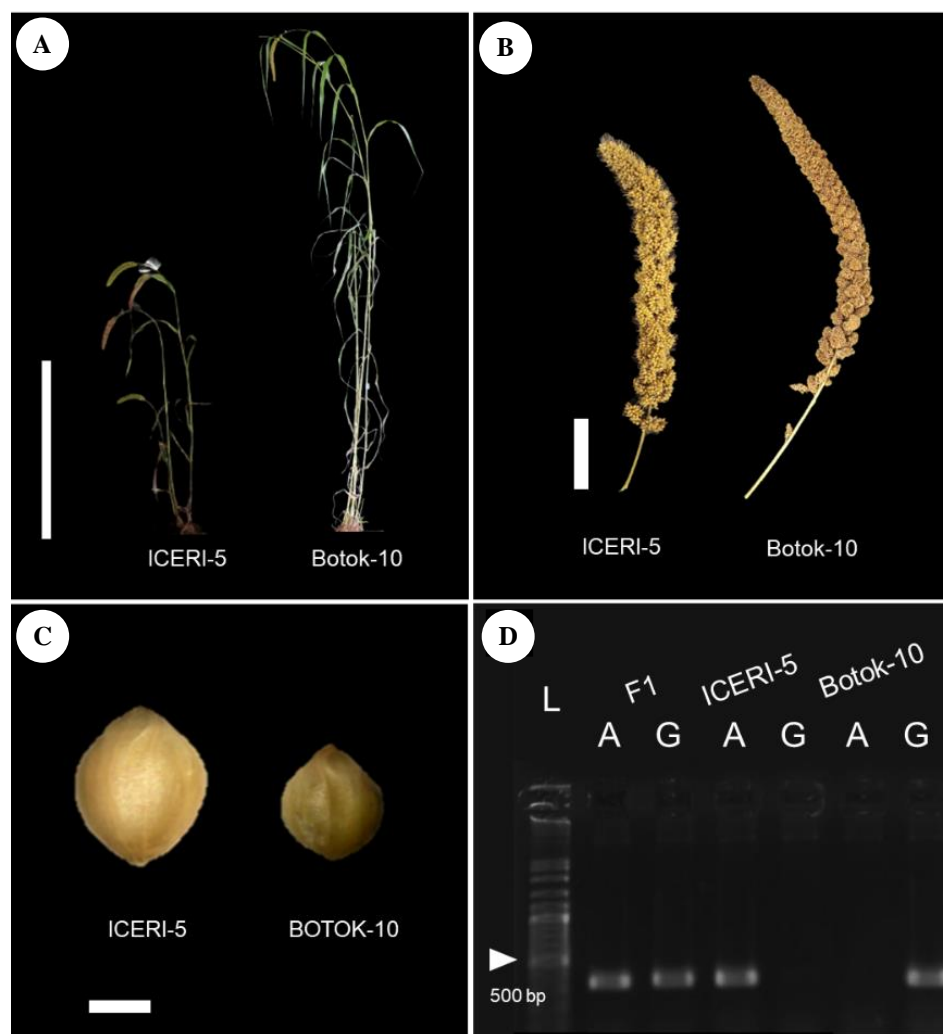 A
ICERI-5 Botok-10
B
ICERI-5 Botok-10
C
ICERI-5 BOTOK-10
D
F1 ICERI-5 Botok-10
L
A G A G A G
500 bp